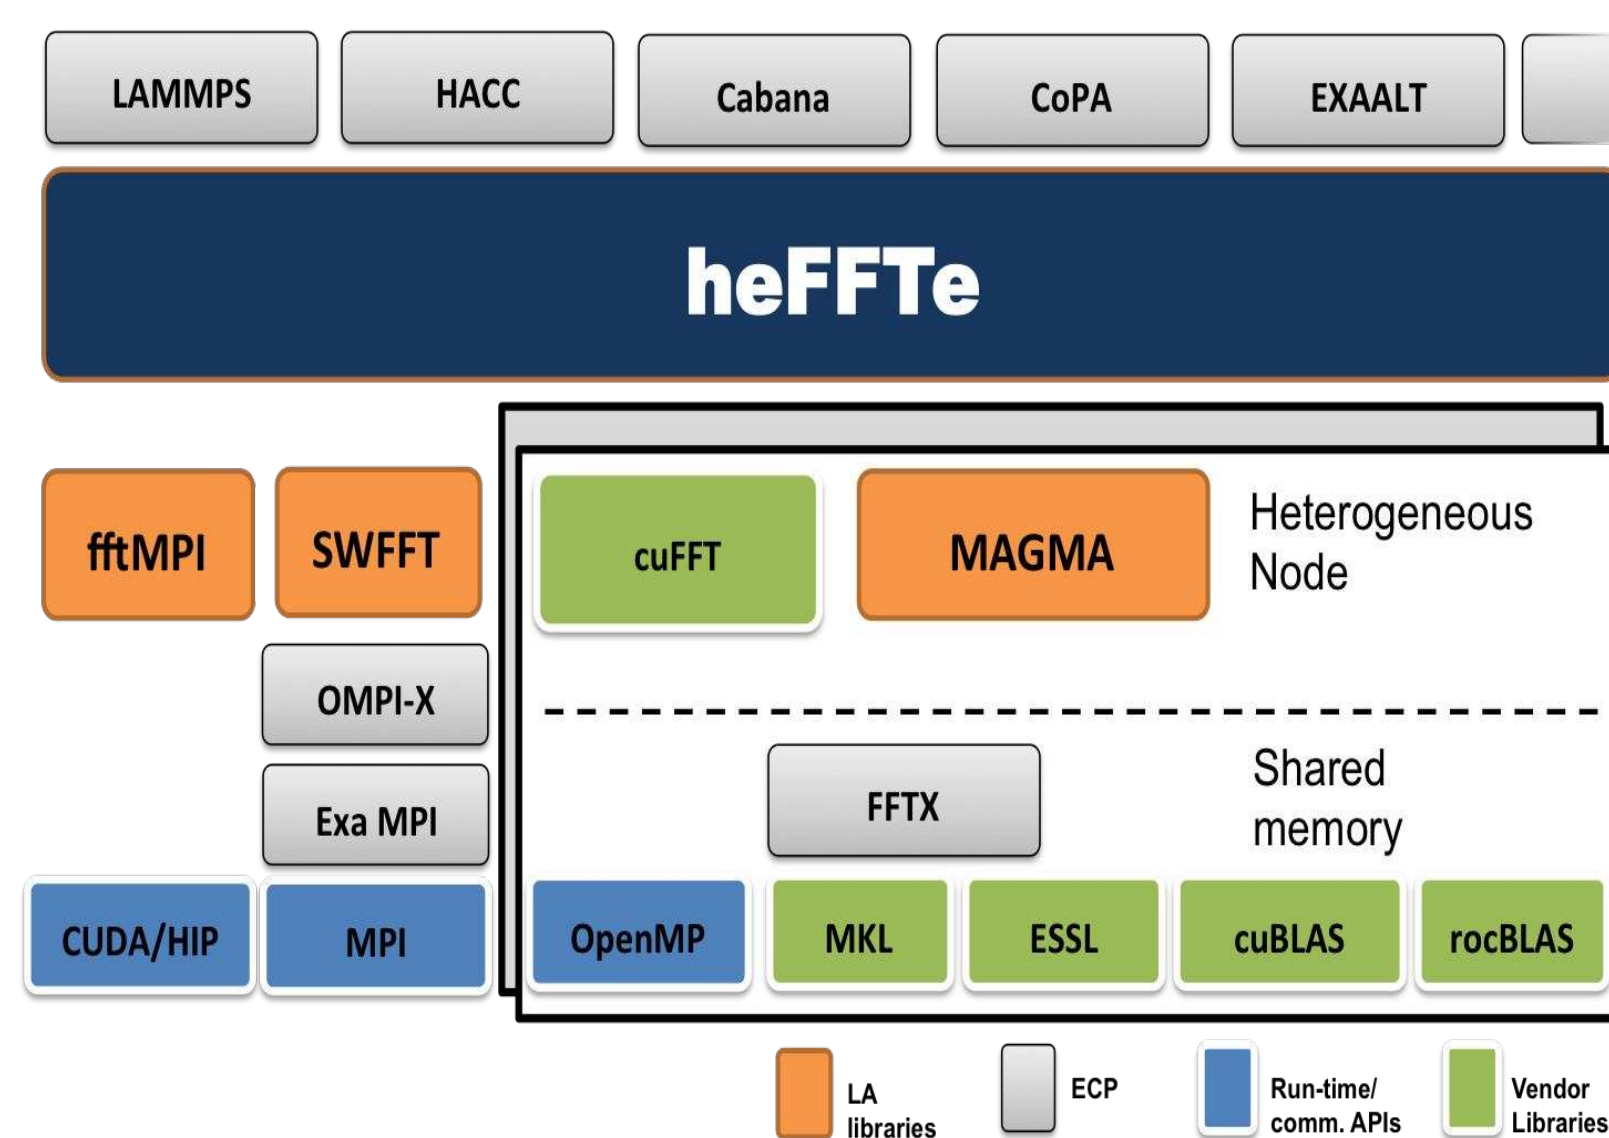 LAMMPS HACC Cabana CoPA EXAALT
heFFTe
fftMPI SWFFT cuFFT MAGMA Heterogeneous
Node
OMPI-X
Exa MPI FFTX Shared
memory
CUDA/HIP MPI OpenMP MKL ESSL cuBLAS rocBLAS
LA
libraries
ECP
Run-time/
comm. APIs
Vendor
Libraries